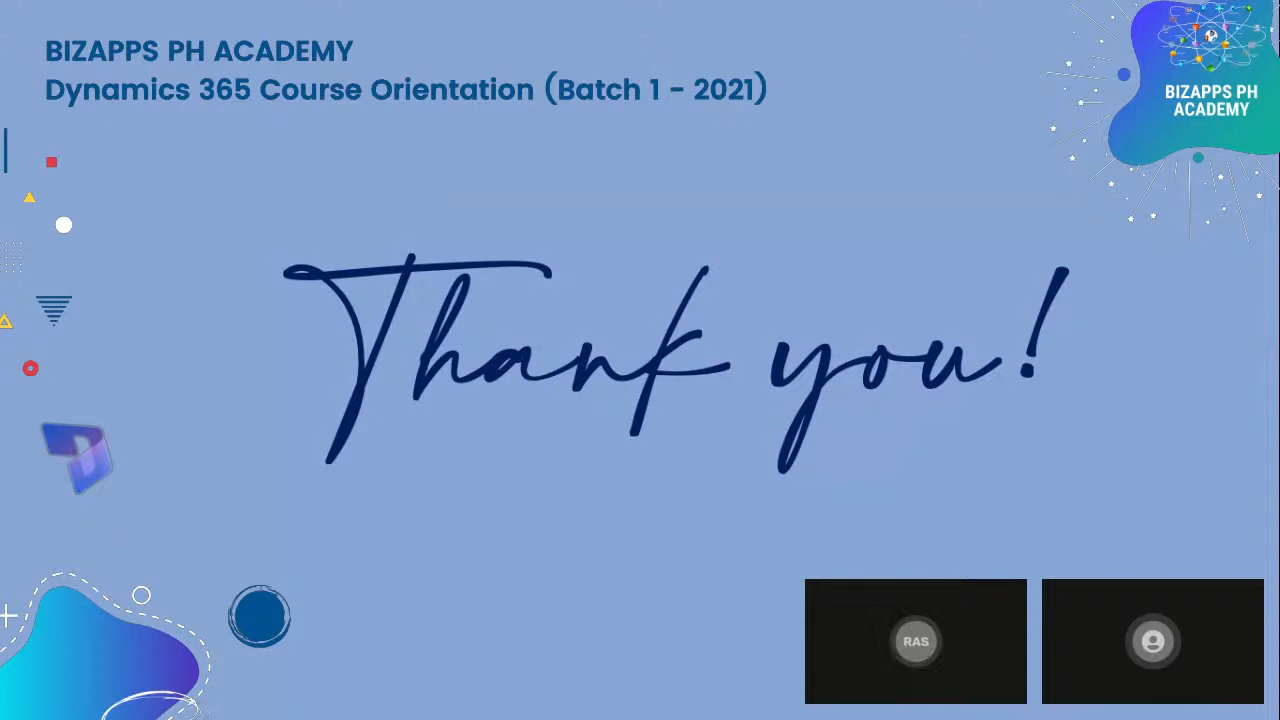 BIZAPPS PH ACADEMY
Dynamics 365 Course Orientation (Batch 1 - 2021)
BIZAPPS PH
ACADEMY
Thank you!
RAS